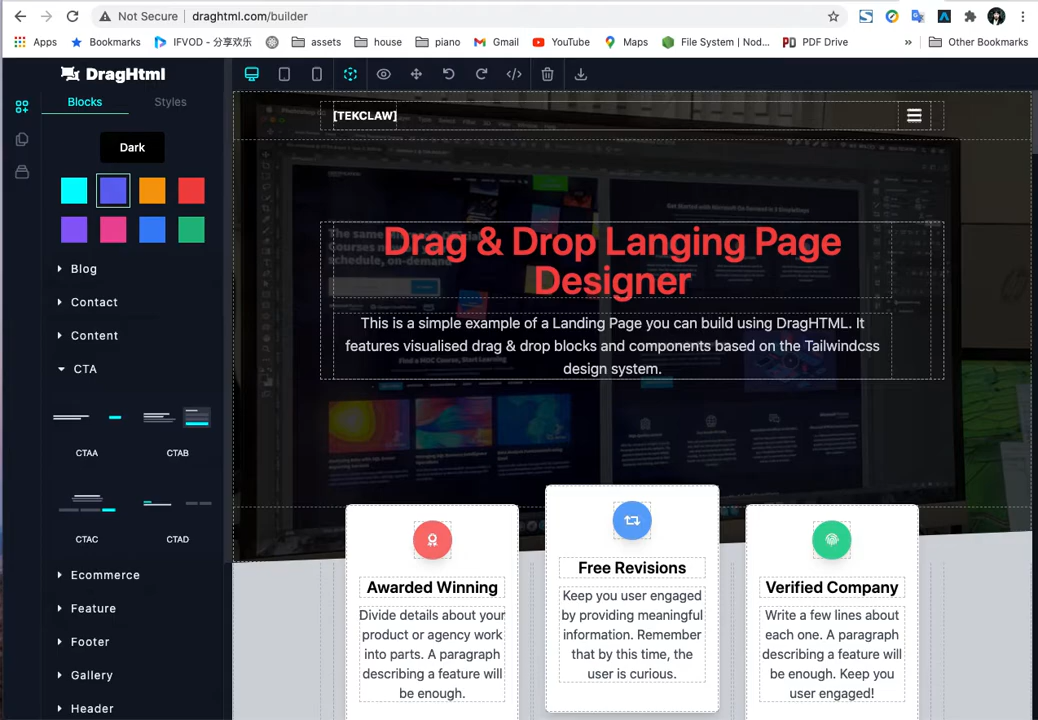 Not Secure
draghtml.com/builder
Apps
Bookmarks
IFVOD - 分享欢乐
assets
house
piano
Gmail
YouTube
Maps
File System | Nod...
PDF Drive
»
Other Bookmarks
DragHtml
Blocks
Styles
Dark
Blog
Contact
Content
CTA
CTAA
CTAB
CTAC
CTAD
Ecommerce
Feature
Footer
Gallery
Header
[TEKCLAW]
Drag & Drop Langing Page
Designer
This is a simple example of a Landing Page you can build using DragHTML. It
features visualised drag & drop blocks and components based on the Tailwindcss
design system.
Awarded Winning
Divide details about your
product or agency work
into parts. A paragraph
describing a feature will
be enough.
Free Revisions
Keep you user engaged
by providing meaningful
information. Remember
that by this time, the
user is curious.
Verified Company
Write a few lines about
each one. A paragraph
describing a feature will
be enough. Keep you
user engaged!